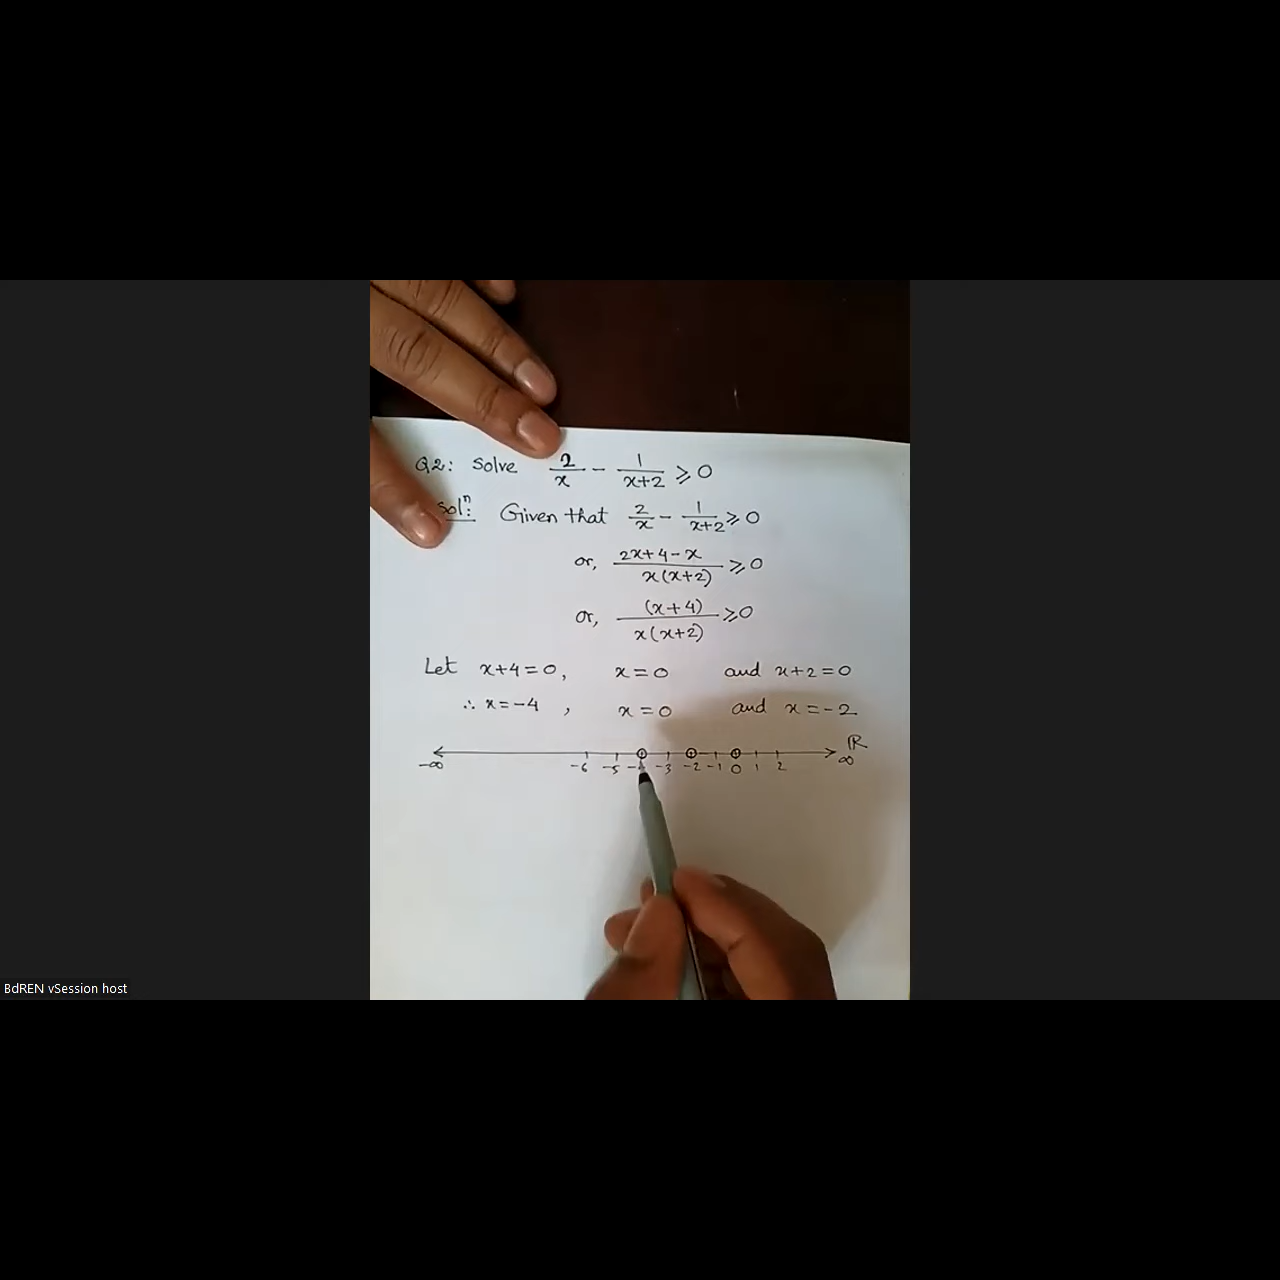 Q2: Solve 2/x - 1/(x+2) ≥ 0
Solⁿ: Given that 2/x - 1/(x+2) ≥ 0
or, (2x+4-x)/(x(x+2)) ≥ 0
or, (x+4)/(x(x+2)) ≥ 0
Let x+4=0, x=0 and x+2=0
∴ x=-4, x=0 and x=-2
ℝ
-∞ -6 -5 -4 -3 -2 -1 0 1 2 ∞
BdREN vSession host